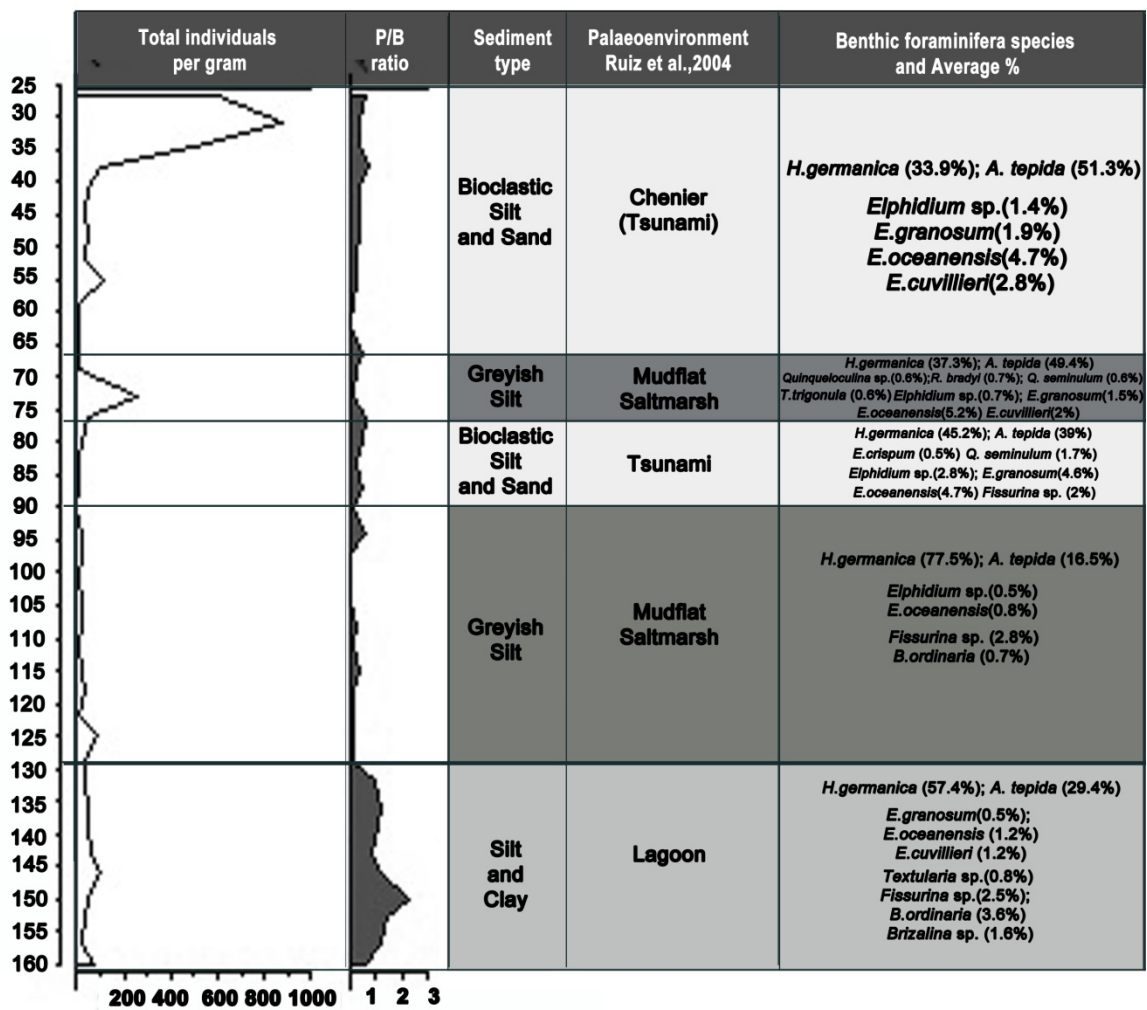 Total individuals
per gram
P/B
ratio
Sediment
type
Palaeoenvironment
Ruiz et al.,2004
Benthic foraminifera species
and Average %
25
30
35
40
45
50
55
60
65
70
75
80
85
90
95
100
105
110
115
120
125
130
135
140
145
150
155
160
Bioclastic
Silt
and Sand
Chenier
(Tsunami)
H.germanica (33.9%); A. tepida (51.3%)
Elphidium sp.(1.4%)
E.granosum(1.9%)
E.oceanensis(4.7%)
E.cuvillieri(2.8%)
Greyish
Silt
Mudflat
Saltmarsh
H.germanica (37.3%); A. tepida (49.4%)
Quinqueloculina sp.(0.6%);R. bradyi (0.7%); Q. seminulum (0.6%)
T.trigonula (0.6%) Elphidium sp.(0.7%); E.granosum(1.5%)
E.oceanensis(5.2%) E.cuvillieri(2%)
Bioclastic
Silt
and Sand
Tsunami
H.germanica (45.2%); A. tepida (39%)
E.crispum (0.5%) Q. seminulum (1.7%)
Elphidium sp.(2.8%); E.granosum(4.6%)
E.oceanensis(4.7%) Fissurina sp. (2%)
Greyish
Silt
Mudflat
Saltmarsh
H.germanica (77.5%); A. tepida (16.5%)
Elphidium sp.(0.5%)
E.oceanensis(0.8%)
Fissurina sp. (2.8%)
B.ordinaria (0.7%)
Silt
and
Clay
Lagoon
H.germanica (57.4%); A. tepida (29.4%)
E.granosum(0.5%);
E.oceanensis (1.2%)
E.cuvillieri (1.2%)
Textularia sp.(0.8%)
Fissurina sp.(2.5%);
B.ordinaria (3.6%)
Brizalina sp. (1.6%)
200 400 600 800 1000
1 2 3